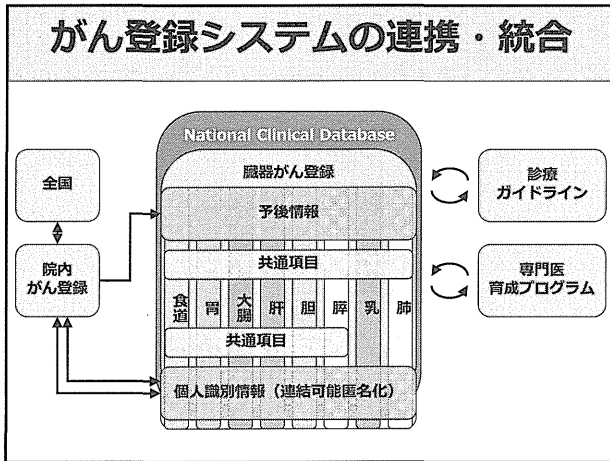 がん登録システムの連携・統合
National Clinical Database
臓器がん登録
予後情報
共通項目
食道
胃
大腸
肝
胆
膵
乳
肺
共通項目
個人識別情報（連結可能匿名化）
全国
院内
がん登録
診療
ガイドライン
専門医
育成プログラム